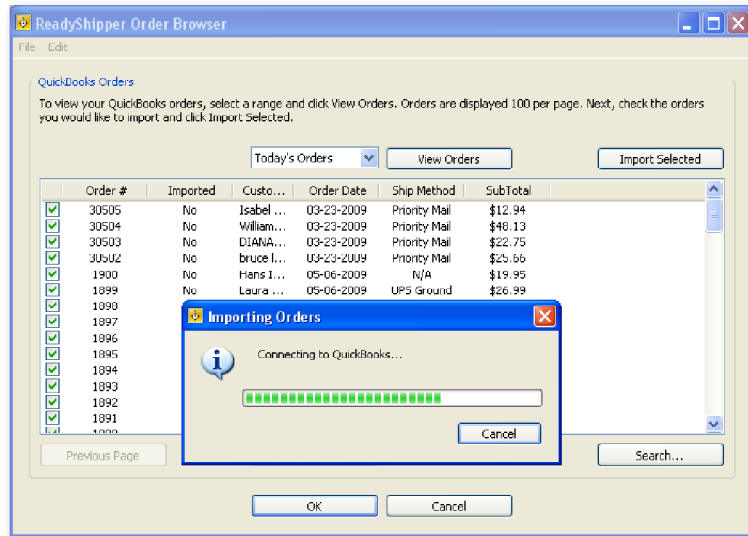 ReadyShipper Order Browser
File Edit
QuickBooks Orders
To view your QuickBooks orders, select a range and click View Orders. Orders are displayed 100 per page. Next, check the orders
you would like to import and click Import Selected.
Today's Orders View Orders Import Selected
Order # Imported Custo... Order Date Ship Method SubTotal
30505 No Isabel ... 03-23-2009 Priority Mail $12.94
30504 No William... 03-23-2009 Priority Mail $48.13
30503 No DIANA... 03-23-2009 Priority Mail $22.75
30502 No bruce l... 03-23-2009 Priority Mail $25.66
1900 No Hans I... 05-06-2009 N/A $19.95
1899 No Laura ... 05-06-2009 UPS Ground $26.99
1898
Importing Orders
1897
1896
1895
Connecting to QuickBooks...
1894
1893
1892
1891
Cancel
Previous Page Search...
OK Cancel